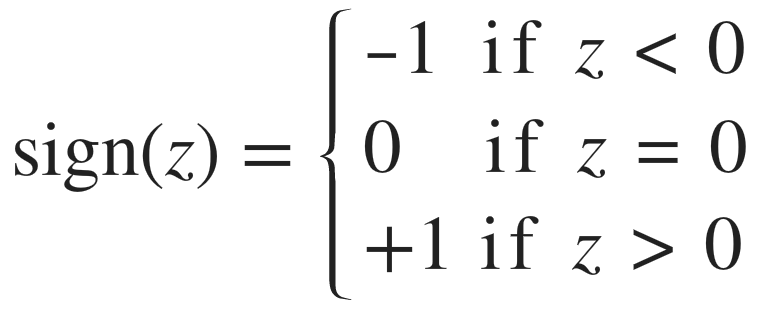 -1 if z < 0
sign(z) = { 0 if z = 0
+1 if z > 0